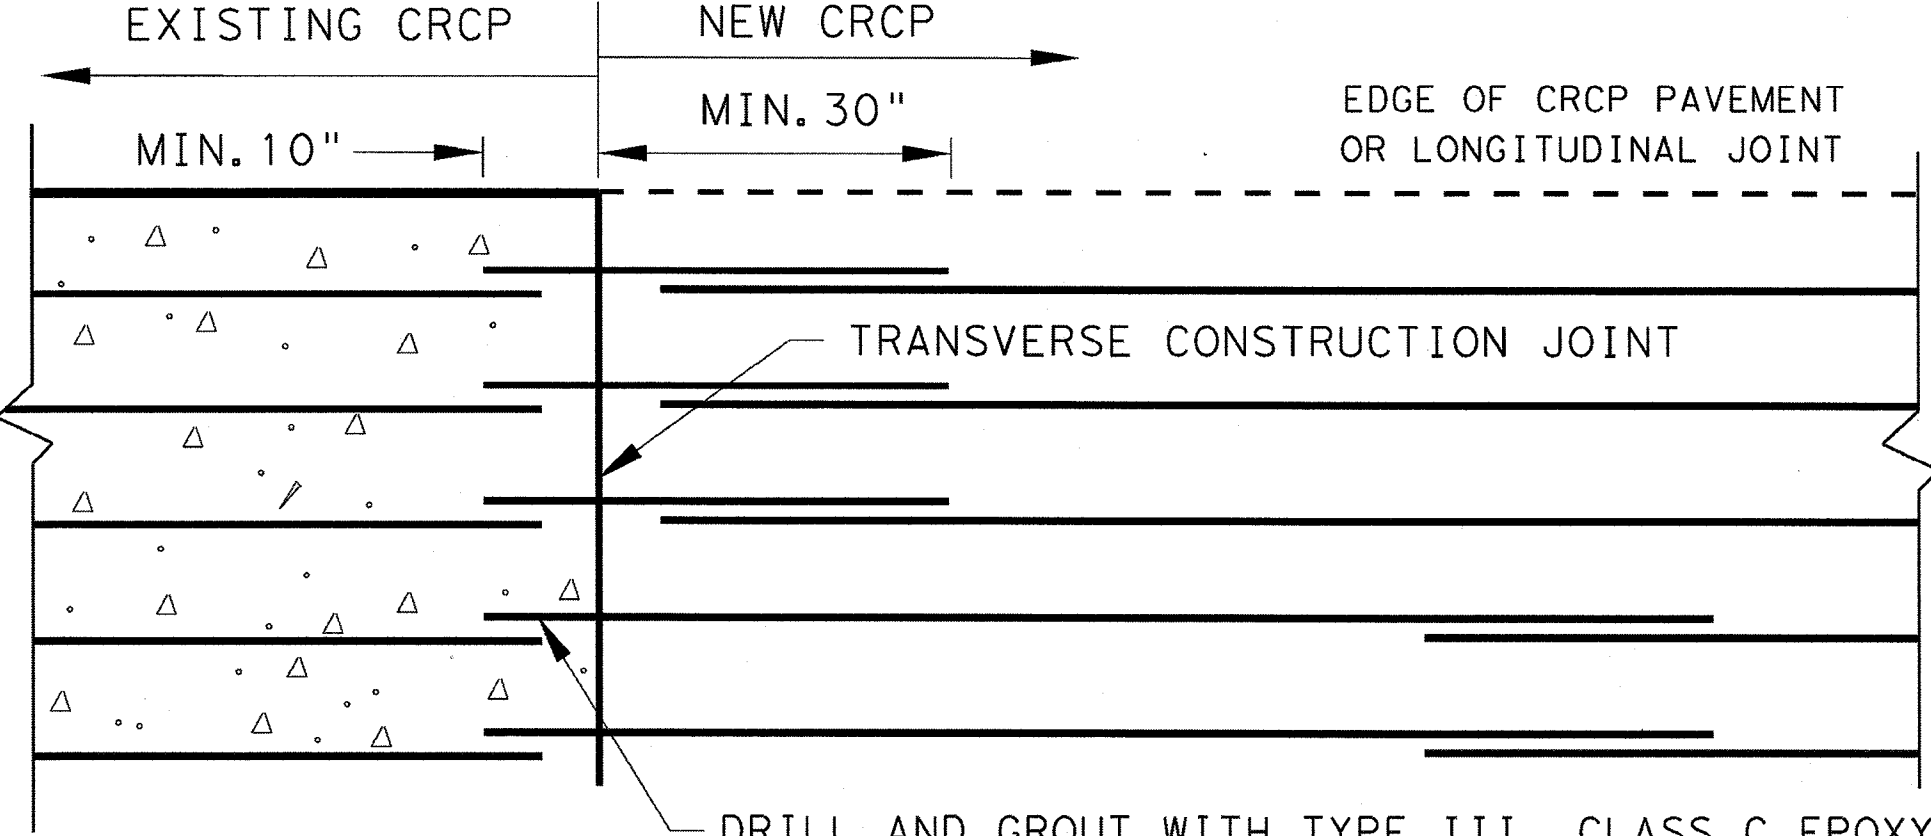 EXISTING CRCP
NEW CRCP
MIN. 10"
MIN. 30"
EDGE OF CRCP PAVEMENT
OR LONGITUDINAL JOINT
TRANSVERSE CONSTRUCTION JOINT
DRILL AND GROUT WITH TYPE III, CLASS C EPOXY